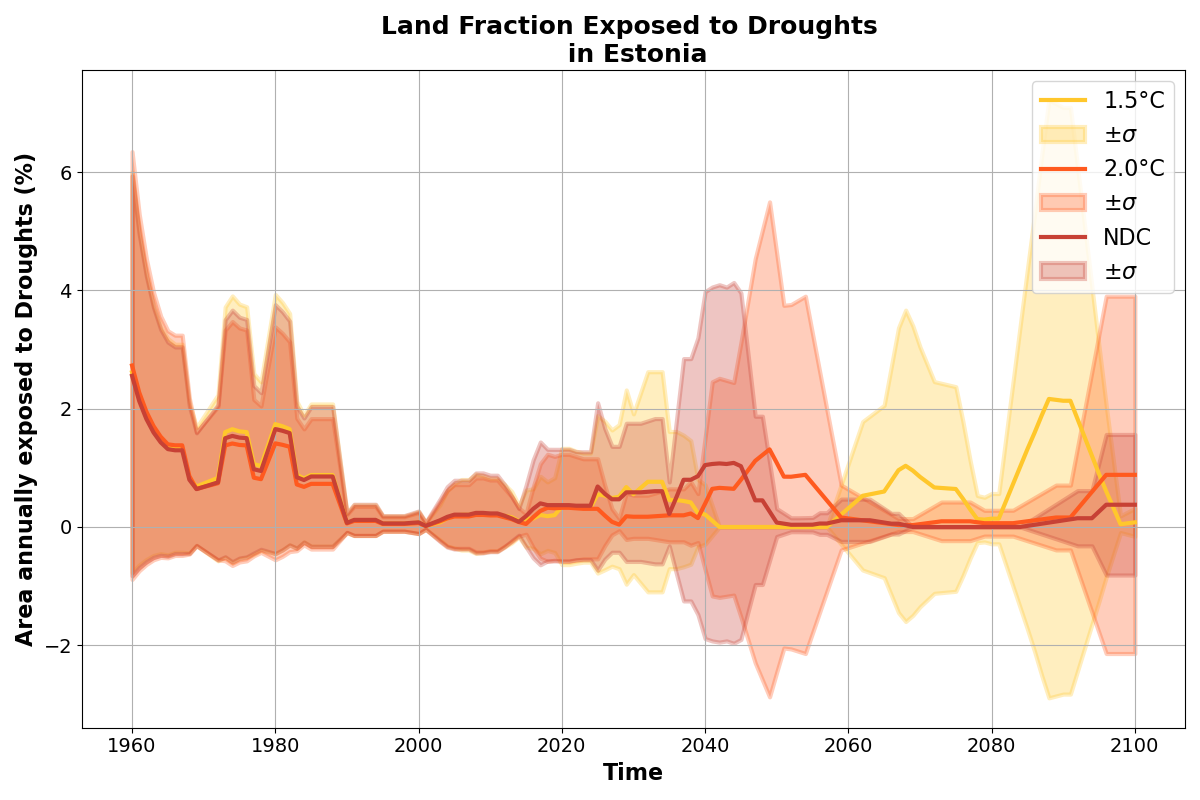 Land Fraction Exposed to Droughts
in Estonia
Area annually exposed to Droughts (%)
6
4
2
0
−2
1960
1980
2000
2020
2040
2060
2080
2100
Time
1.5°C
±σ
2.0°C
±σ
NDC
±σ